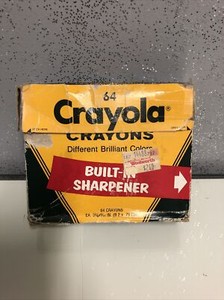 64
Crayola®
CRAYONS
Different Brilliant Colors
BUILT-IN
SHARPENER
64 CRAYONS